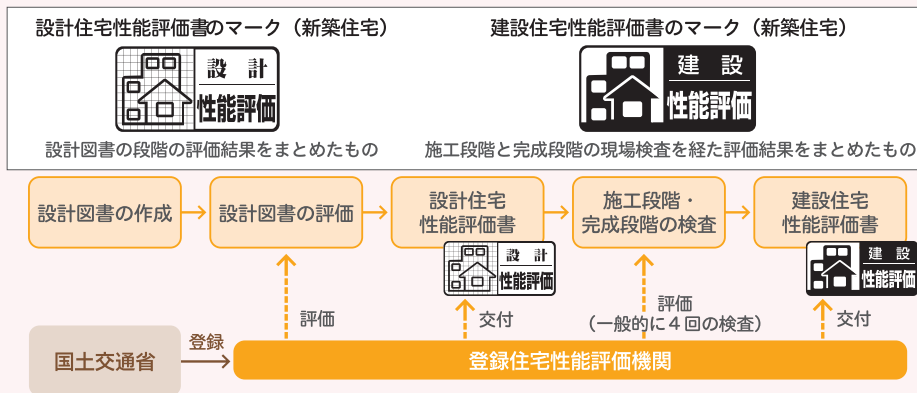 設計住宅性能評価書のマーク（新築住宅）
設 計
性能評価
設計図書の段階の評価結果をまとめたもの
建設住宅性能評価書のマーク（新築住宅）
建 設
性能評価
施工段階と完成段階の現場検査を経た評価結果をまとめたもの
設計図書の作成
設計図書の評価
設計住宅
性能評価書
施工段階・
完成段階の検査
建設住宅
性能評価書
設 計
性能評価
建 設
性能評価
評価
交付
評価
（一般的に４回の検査）
交付
国土交通省
登録
登録住宅性能評価機関